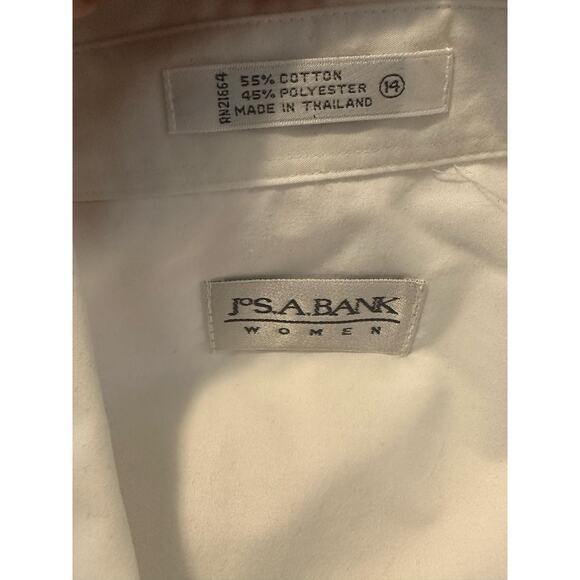 RN21664
55% COTTON
45% POLYESTER 14
MADE IN THAILAND
JOS.A.BANK
WOMEN